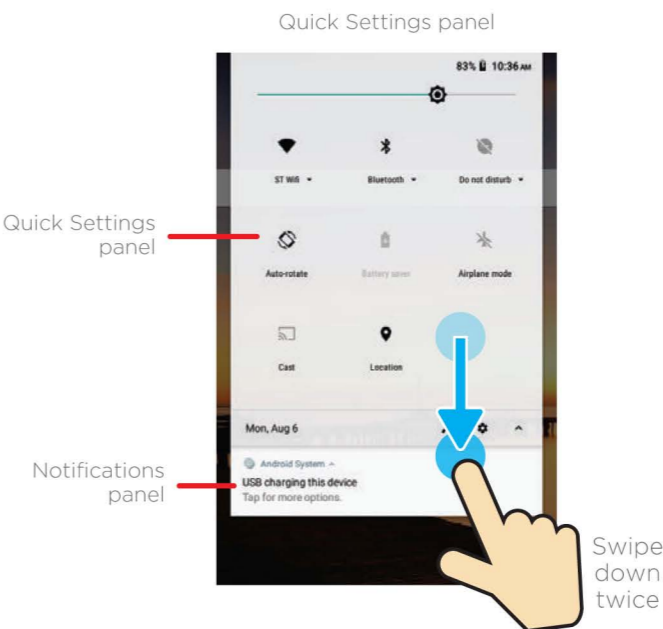 Quick Settings panel
83% 10:36 AM
ST Wifi Bluetooth Do not disturb
Quick Settings
panel
Auto-rotate Battery saver Airplane mode
Cast Location
Mon, Aug 6
Android System
Notifications
panel
USB charging this device
Tap for more options.
Swipe
down
twice